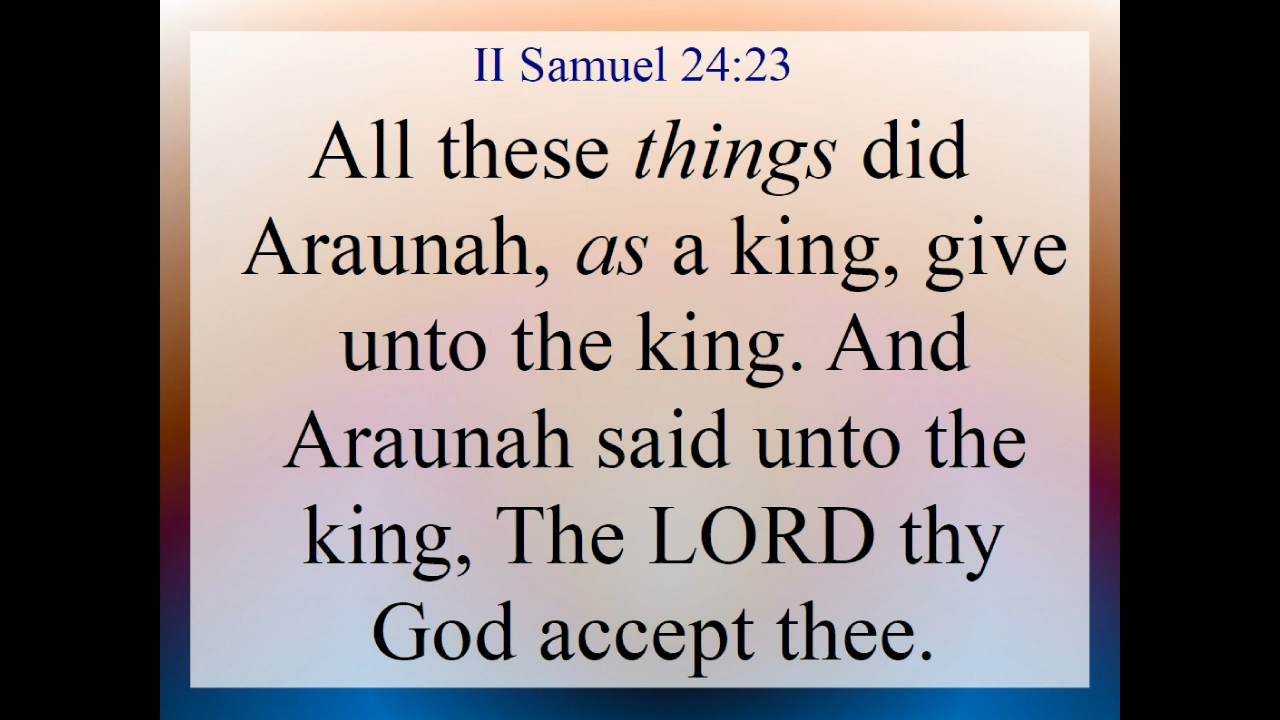 II Samuel 24:23
All these things did
Araunah, as a king, give
unto the king. And
Araunah said unto the
king, The LORD thy
God accept thee.